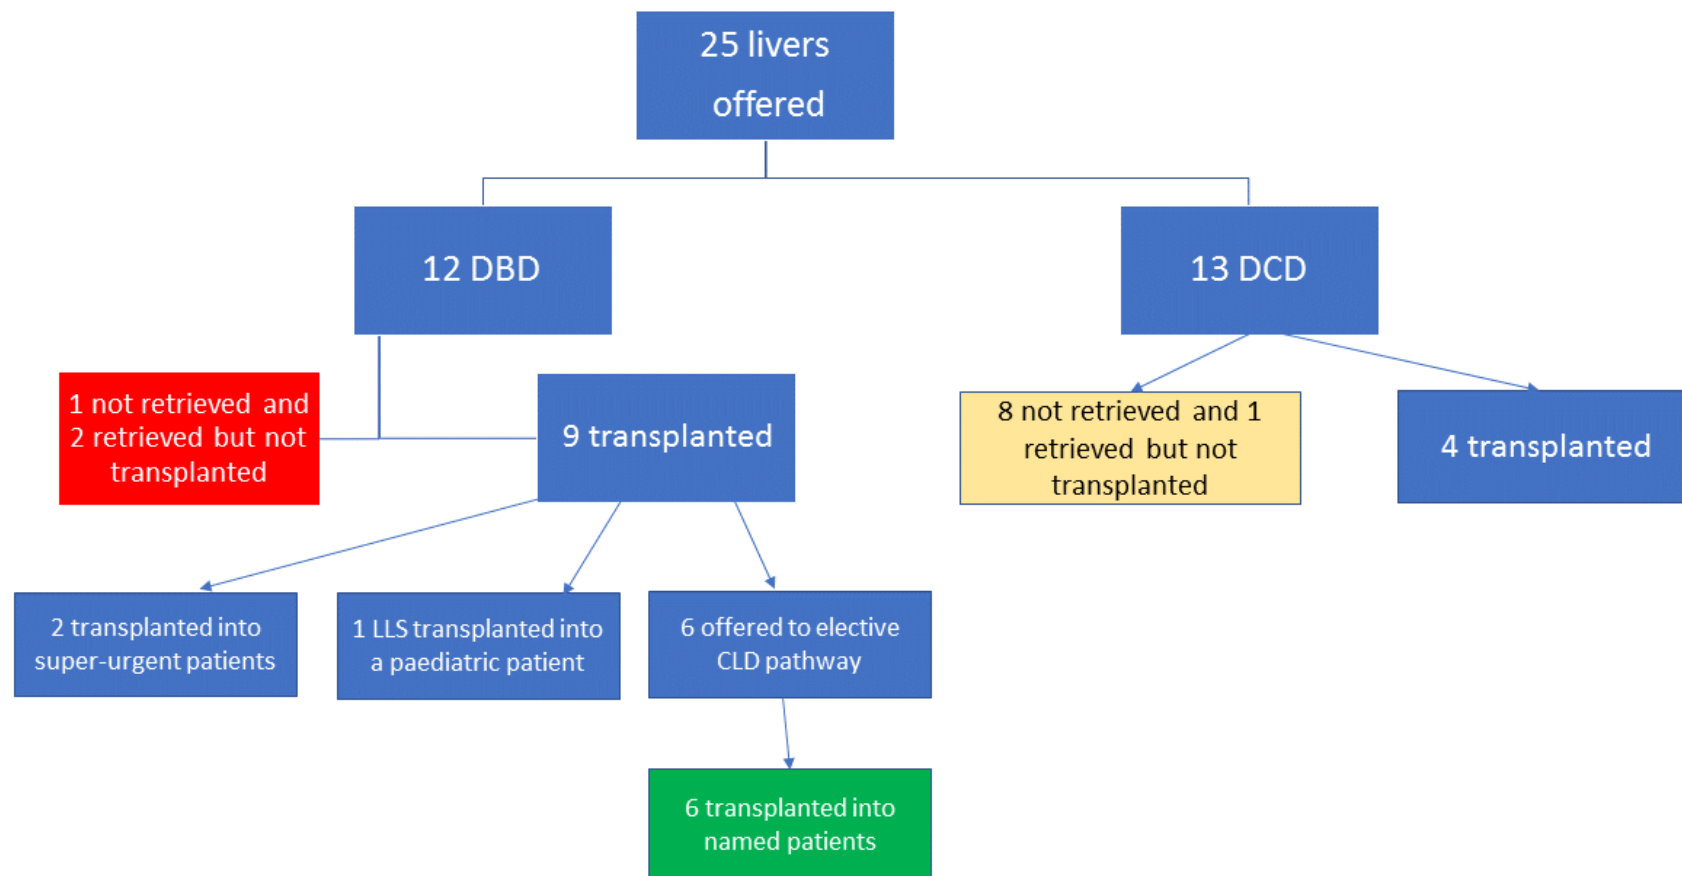 25 livers
offered
12 DBD
13 DCD
1 not retrieved and
2 retrieved but not
transplanted
9 transplanted
8 not retrieved and 1
retrieved but not
transplanted
4 transplanted
2 transplanted into
super-urgent patients
1 LLS transplanted into
a paediatric patient
6 offered to elective
CLD pathway
6 transplanted into
named patients